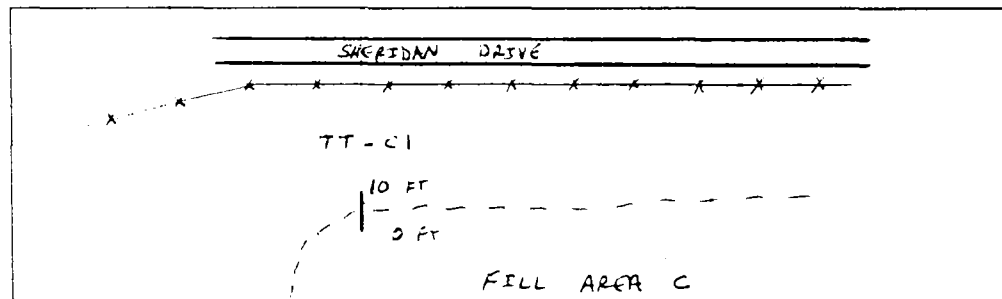 SHERIDAN DRIVE
TT-C1
10 FT
0 FT
FILL AREA C